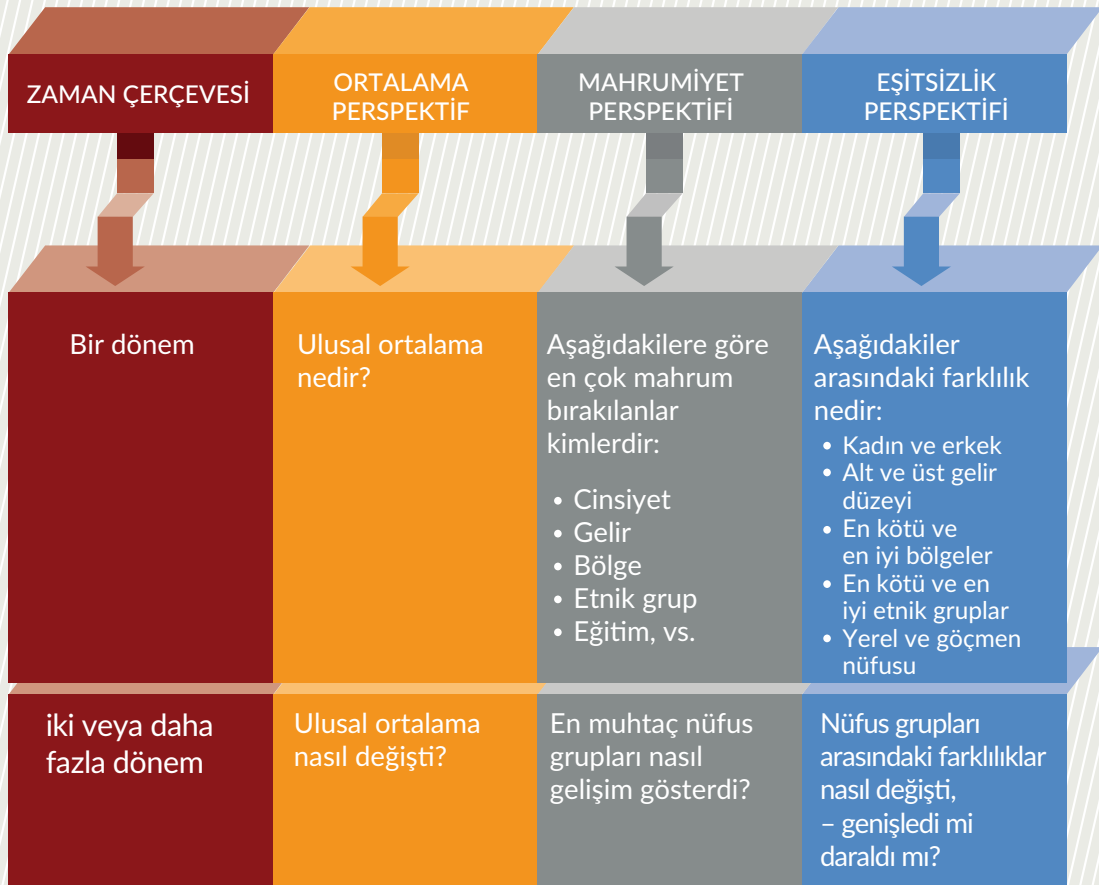 ZAMAN ÇERÇEVESİ
ORTALAMA
PERSPEKTİF
MAHRUMİYET
PERSPEKTİFİ
EŞİTSİZLİK
PERSPEKTİFİ
Bir dönem
Ulusal ortalama
nedir?
Aşağıdakilere göre
en çok mahrum
bırakılanlar
kimlerdir:
• Cinsiyet
• Gelir
• Bölge
• Etnik grup
• Eğitim, vs.
Aşağıdakiler
arasındaki farklılık
nedir:
• Kadın ve erkek
• Alt ve üst gelir
düzeyi
• En kötü ve
en iyi bölgeler
• En kötü ve en
iyi etnik gruplar
• Yerel ve göçmen
nüfusu
iki veya daha
fazla dönem
Ulusal ortalama
nasıl değişti?
En muhtaç nüfus
grupları nasıl
gelişim gösterdi?
Nüfus grupları
arasındaki farklılıklar
nasıl değişti,
– genişledi mi
daraldı mı?